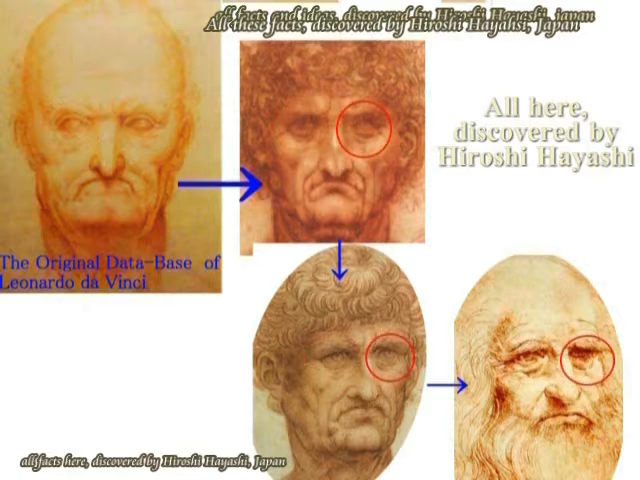 all facts and ideas, discovered by Hiroshi Hayashi, japan
All these facts, discovered by Hiroshi Hayahsi, Japan
All here,
discovered by
Hiroshi Hayashi
The Original Data-Base of
Leonardo da Vinci
allfacts here, discovered by Hiroshi Hayashi, Japan